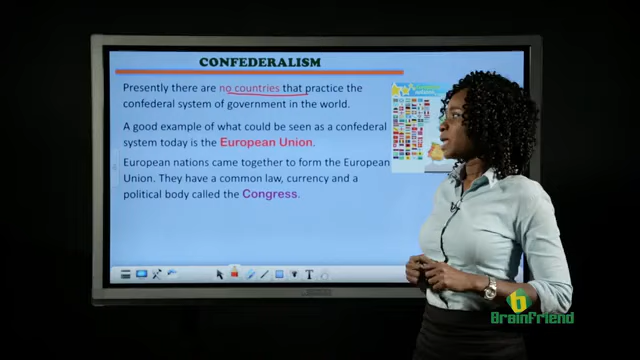 CONFEDERALISM
Presently there are no countries that practice the
confederal system of government in the world.
A good example of what could be seen as a confederal
system today is the European Union.
European nations came together to form the European
Union. They have a common law, currency and a
political body called the Congress.
T
6
BrainFriend